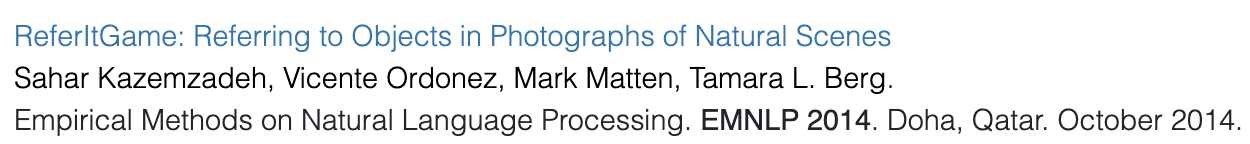 ReferItGame: Referring to Objects in Photographs of Natural Scenes
Sahar Kazemzadeh, Vicente Ordonez, Mark Matten, Tamara L. Berg.
Empirical Methods on Natural Language Processing. EMNLP 2014. Doha, Qatar. October 2014.